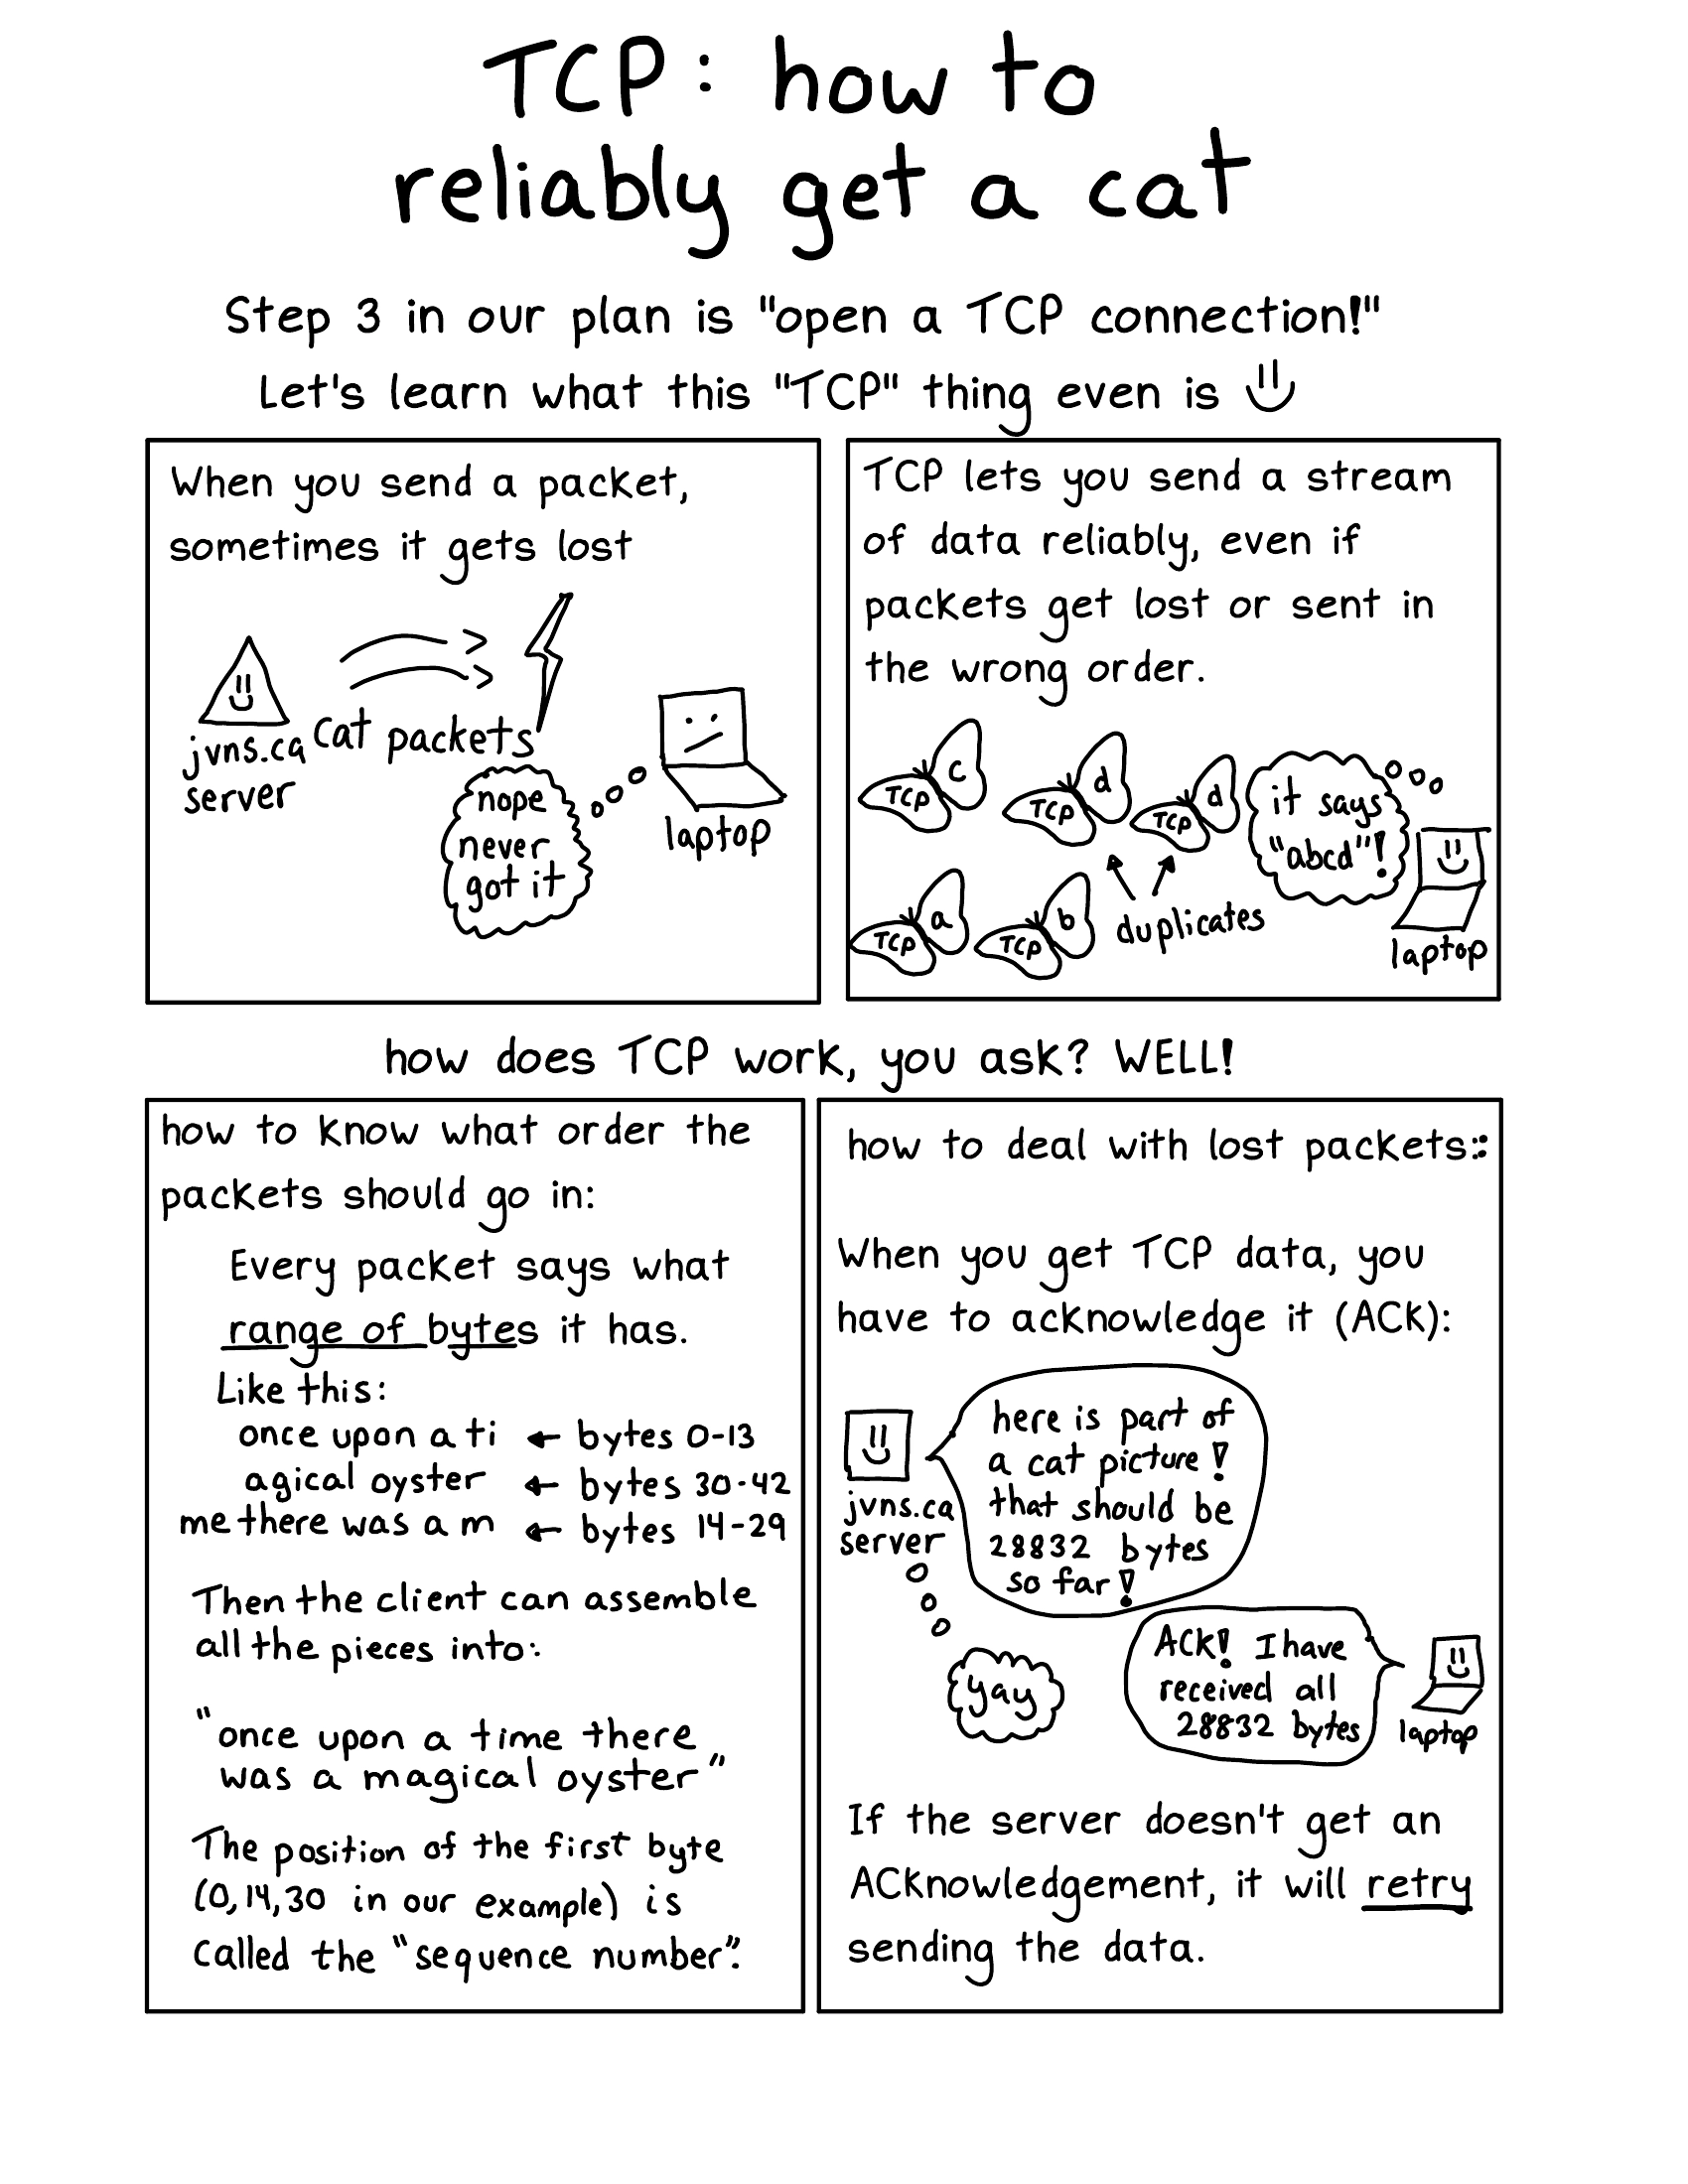 TCP: how to
reliably get a cat
Step 3 in our plan is "open a TCP connection!"
Let's learn what this "TCP" thing even is
When you send a packet,
sometimes it gets lost
jvns.ca
server
cat packets
nope
never
got it
laptop
TCP lets you send a stream
of data reliably, even if
packets get lost or sent in
the wrong order.
TCP c
TCP d
TCP d
TCP a
TCP b
duplicates
it says
"abcd"!
laptop
how does TCP work, you ask? WELL!
how to know what order the
packets should go in:
Every packet says what
range of bytes it has.
Like this:
once upon a ti ← bytes 0-13
agical oyster ← bytes 30-42
me there was a m ← bytes 14-29
Then the client can assemble
all the pieces into:
"once upon a time there
was a magical oyster"
The position of the first byte
(0,14,30 in our example) is
called the "sequence number".
how to deal with lost packets::
When you get TCP data, you
have to acknowledge it (ACK):
jvns.ca
server
here is part of
a cat picture!
that should be
28832 bytes
so far!
yay
ACK! I have
received all
28832 bytes
laptop
If the server doesn't get an
ACknowledgement, it will retry
sending the data.